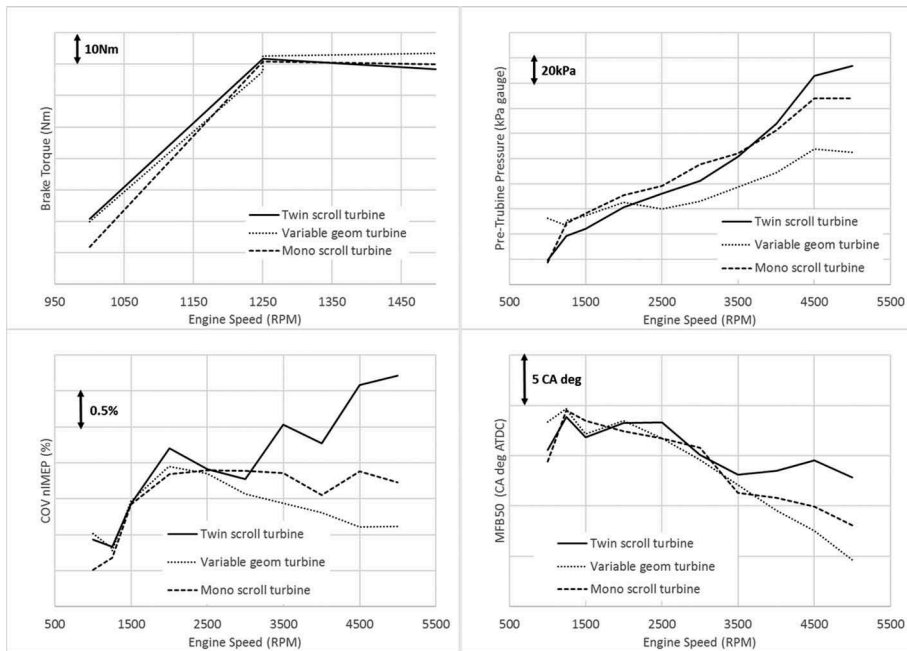 10Nm
Brake Torque (Nm)
Twin scroll turbine
Variable geom turbine
Mono scroll turbine
950 1050 1150 1250 1350 1450
Engine Speed (RPM)
20kPa
Pre-Trubine Pressure (kPa gauge)
Twin scroll turbine
Variable geom turbine
Mono scroll turbine
500 1500 2500 3500 4500 5500
Engine Speed (RPM)
0.5%
COV nIMEP (%)
Twin scroll turbine
Variable geom turbine
Mono scroll turbine
500 1500 2500 3500 4500 5500
Engine Speed (RPM)
5 CA deg
MFB50 (CA deg ATDC)
Twin scroll turbine
Variable geom turbine
Mono scroll turbine
500 1500 2500 3500 4500 5500
Engine Speed (RPM)